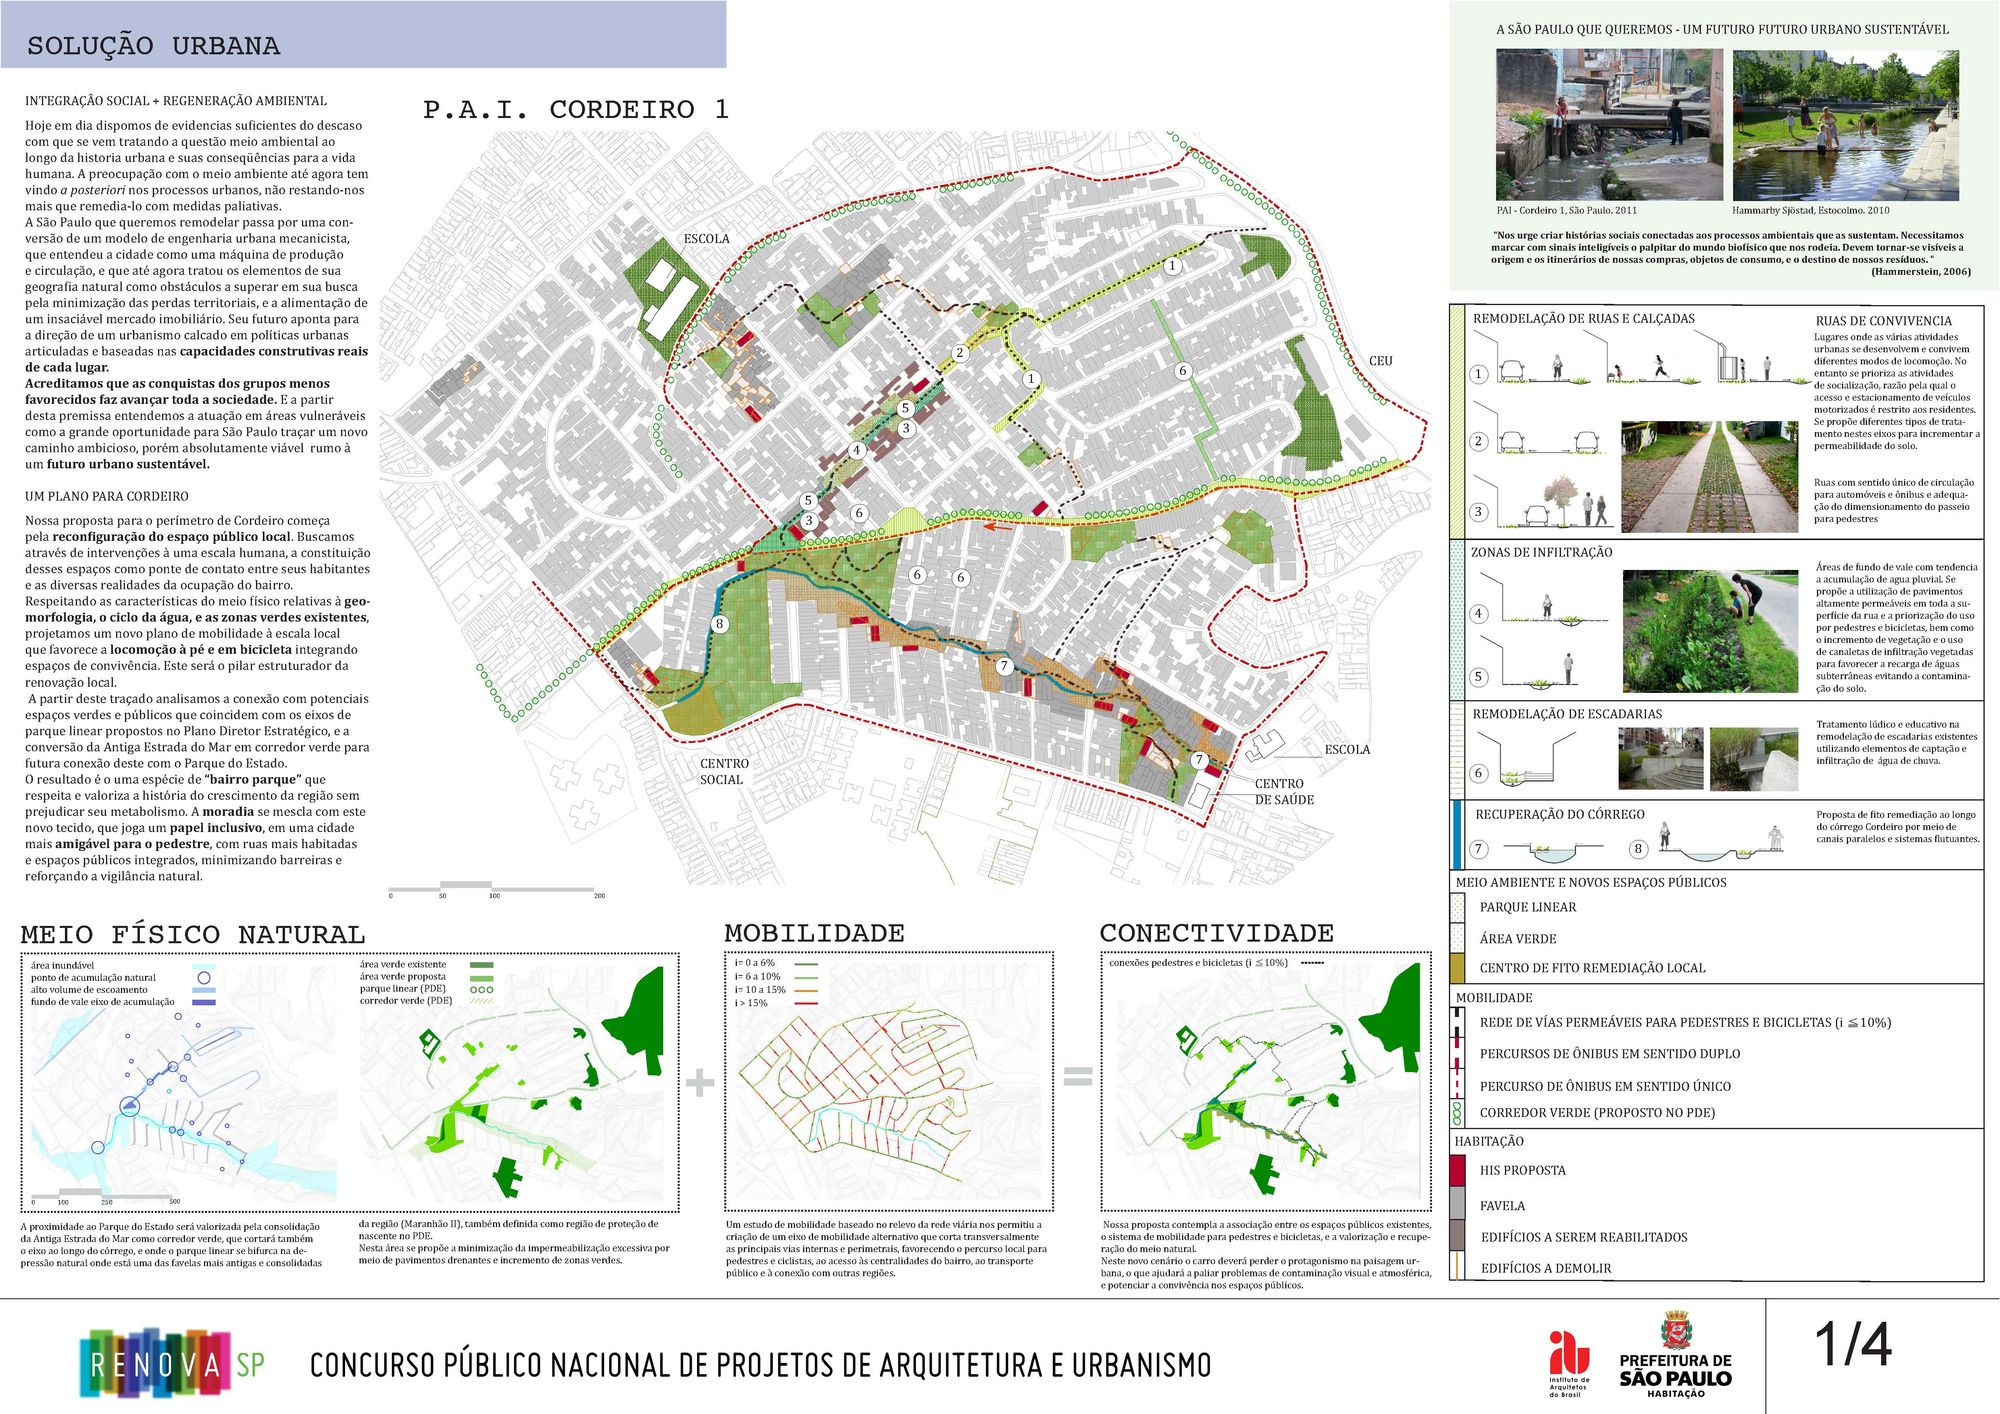 SOLUÇÃO URBANA
INTEGRAÇÃO SOCIAL + REGENERAÇÃO AMBIENTAL
Hoje em dia dispomos de evidencias suficientes do descaso
com que se vem tratando a questão meio ambiental ao
longo da historia urbana e suas conseqüências para a vida
humana. A preocupação com o meio ambiente até agora tem
vindo a posteriori nos processos urbanos, não restando-nos
mais que remedia-lo com medidas paliativas.
A São Paulo que queremos remodelar passa por uma con-
versão de um modelo de engenharia urbana mecanicista,
que entendeu a cidade como uma máquina de produção
e circulação, e que até agora tratou os elementos de sua
geografia natural como obstáculos a superar em sua busca
pela minimização das perdas territoriais, e a alimentação de
um insaciável mercado imobiliário. Seu futuro aponta para
a direção de um urbanismo calcado em políticas urbanas
articuladas e baseadas nas capacidades construtivas reais
de cada lugar.
Acreditamos que as conquistas dos grupos menos
favorecidos faz avançar toda a sociedade. E a partir
desta premissa entendemos a atuação em áreas vulneráveis
como a grande oportunidade para São Paulo traçar um novo
caminho ambicioso, porém absolutamente viável  rumo à
um futuro urbano sustentável.
UM PLANO PARA CORDEIRO
Nossa proposta para o perímetro de Cordeiro começa
pela reconfiguração do espaço público local. Buscamos
através de intervenções à uma escala humana, a constituição
desses espaços como ponte de contato entre seus habitantes
e as diversas realidades da ocupação do bairro.
Respeitando as características do meio físico relativas à geo-
morfologia, o ciclo da água, e as zonas verdes existentes,
projetamos um novo plano de mobilidade à escala local
que favorece a locomoção à pé e em bicicleta integrando
espaços de convivência. Este será o pilar estruturador da
renovação local.
A partir deste traçado analisamos a conexão com potenciais
espaços verdes e públicos que coincidem com os eixos de
parque linear propostos no Plano Diretor Estratégico, e a
conversão da Antiga Estrada do Mar em corredor verde para
futura conexão deste com o Parque do Estado.
O resultado é o uma espécie de "bairro parque" que
respeita e valoriza a história do crescimento da região sem
prejudicar seu metabolismo. A moradia se mescla com este
novo tecido, que joga um papel inclusivo, em uma cidade
mais amigável para o pedestre, com ruas mais habitadas
e espaços públicos integrados, minimizando barreiras e
reforçando a vigilância natural.
P.A.I. CORDEIRO 1
ESCOLA
1
2
1
6
CEU
5
3
4
5
3
6
6
6
8
7
7
CENTRO
SOCIAL
ESCOLA
CENTRO
DE SAÚDE
0 50 100 200
A SÃO PAULO QUE QUEREMOS - UM FUTURO FUTURO URBANO SUSTENTÁVEL
PAI - Cordeiro 1, São Paulo. 2011
Hammarby Sjöstad, Estocolmo. 2010
"Nos urge criar histórias sociais conectadas aos processos ambientais que as sustentam. Necessitamos
marcar com sinais inteligíveis o palpitar do mundo biofísico que nos rodeia. Devem tornar-se visíveis a
origem e os itinerários de nossas compras, objetos de consumo, e o destino de nossos resíduos. "
(Hammerstein, 2006)
REMODELAÇÃO DE RUAS E CALÇADAS
1
2
3
RUAS DE CONVIVENCIA
Lugares onde as várias atividades
urbanas se desenvolvem e convivem
diferentes modos de locomoção. No
entanto se prioriza as atividades
de socialização, razão pela qual o
acesso e estacionamento de veículos
motorizados é restrito aos residentes.
Se propõe diferentes tipos de trata-
mento nestes eixos para incrementar a
permeabilidade do solo.
Ruas com sentido único de circulação
para automóveis e ônibus e adequa-
ção do dimensionamento do passeio
para pedestres
ZONAS DE INFILTRAÇÃO
4
5
Áreas de fundo de vale com tendencia
a acumulação de agua pluvial. Se
propõe a utilização de pavimentos
altamente permeáveis em toda a su-
perfície da rua e a priorização do uso
por pedestres e bicicletas, bem como
o incremento de vegetação e o uso
de canaletas de infiltração vegetadas
para favorecer a recarga de águas
subterrâneas evitando a contamina-
ção do solo.
REMODELAÇÃO DE ESCADARIAS
6
Tratamento lúdico e educativo na
remodelação de escadarias existentes
utilizando elementos de captação e
infiltração de  água de chuva.
RECUPERAÇÃO DO CÓRREGO
7
8
Proposta de fito remediação ao longo
do córrego Cordeiro por meio de
canais paralelos e sistemas flutuantes.
MEIO AMBIENTE E NOVOS ESPAÇOS PÚBLICOS
PARQUE LINEAR
ÁREA VERDE
CENTRO DE FITO REMEDIAÇÃO LOCAL
MOBILIDADE
REDE DE VÍAS PERMEÁVEIS PARA PEDESTRES E BICICLETAS (i ≦10%)
PERCURSOS DE ÔNIBUS EM SENTIDO DUPLO
PERCURSO DE ÔNIBUS EM SENTIDO ÚNICO
CORREDOR VERDE (PROPOSTO NO PDE)
HABITAÇÃO
HIS PROPOSTA
FAVELA
EDIFÍCIOS A SEREM REABILITADOS
EDIFÍCIOS A DEMOLIR
MEIO FÍSICO NATURAL
área inundável
ponto de acumulação natural
alto volume de escoamento
fundo de vale eixo de acumulação
0 100 250 500
área verde existente
área verde proposta
parque linear (PDE)
corredor verde (PDE)
A proximidade ao Parque do Estado será valorizada pela consolidação
da Antiga Estrada do Mar como corredor verde, que cortará também
o eixo ao longo do córrego, e onde o parque linear se bifurca na de-
pressão natural onde está uma das favelas mais antigas e consolidadas
da região (Maranhão II), também definida como região de proteção de
nascente no PDE.
Nesta área se propõe a minimização da impermeabilização excessiva por
meio de pavimentos drenantes e incremento de zonas verdes.
+
MOBILIDADE
i= 0 a 6%
i= 6 a 10%
i= 10 a 15%
i > 15%
Um estudo de mobilidade baseado no relevo da rede viária nos permitiu a
criação de um eixo de mobilidade alternativo que corta transversalmente
as principais vias internas e perimetrais, favorecendo o percurso local para
pedestres e ciclistas, ao acesso às centralidades do bairro, ao transporte
público e à conexão com outras regiões.
=
CONECTIVIDADE
conexões pedestres e bicicletas (i ≦10%)
Nossa proposta contempla a associação entre os espaços públicos existentes,
o sistema de mobilidade para pedestres e bicicletas, e a valorização e recupe-
ração do meio natural.
Neste novo cenário o carro deverá perder o protagonismo na paisagem ur-
bana, o que ajudará a paliar problemas de contaminação visual e atmosférica,
e potenciar a convivência nos espaços públicos.
RENOVA SP
CONCURSO PÚBLICO NACIONAL DE PROJETOS DE ARQUITETURA E URBANISMO
iab
Instituto de
Arquitetos
do Brasil
PREFEITURA DE
SÃO PAULO
HABITAÇÃO
1/4